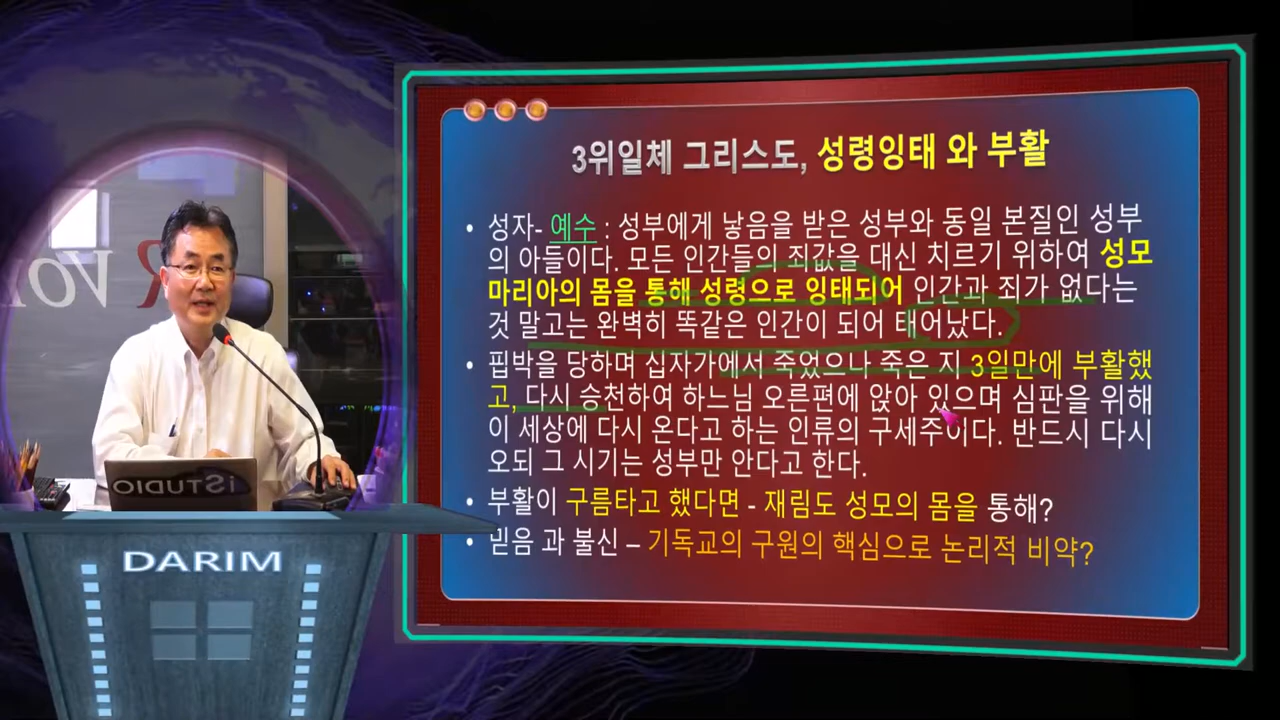 3위일체 그리스도, 성령잉태 와 부활
• 성자- 예수 : 성부에게 낳음을 받은 성부와 동일 본질인 성부
의 아들이다. 모든 인간들의 죄값을 대신 치르기 위하여 성모
마리아의 몸을 통해 성령으로 잉태되어 인간과 죄가 없다는
것 말고는 완벽히 똑같은 인간이 되어 태어났다.
• 핍박을 당하며 십자가에서 죽었으나 죽은 지 3일만에 부활했
고, 다시 승천하여 하느님 오른편에 앉아 있으며 심판을 위해
이 세상에 다시 온다고 하는 인류의 구세주이다. 반드시 다시
오되 그 시기는 성부만 안다고 한다.
• 부활이 구름타고 했다면 - 재림도 성모의 몸을 통해?
• 믿음 과 불신 – 기독교의 구원의 핵심으로 논리적 비약?
iSTUDIO
DARIM